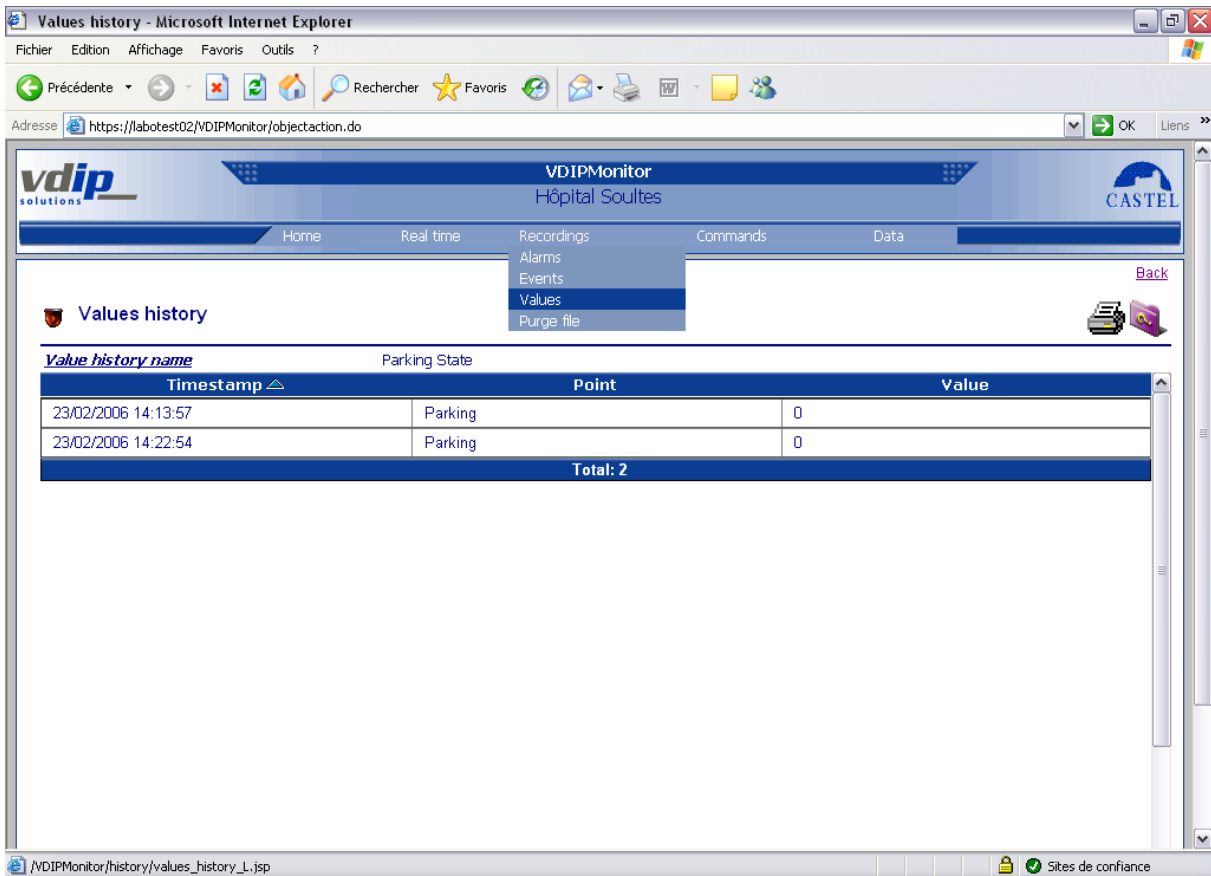 Values history - Microsoft Internet Explorer
Fichier Edition Affichage Favoris Outils ?
Précédente Rechercher Favoris
Adresse https://labotest02/VDIPMonitor/objectaction.do OK Liens »
vdip solutions
VDIPMonitor
Hôpital Soultes
CASTEL
Home Real time Recordings Commands Data
Alarms
Events
Values
Purge file
Back
Values history
Value history name Parking State
Timestamp Point Value
23/02/2006 14:13:57 Parking 0
23/02/2006 14:22:54 Parking 0
Total: 2
/VDIPMonitor/history/values_history_L.jsp Sites de confiance